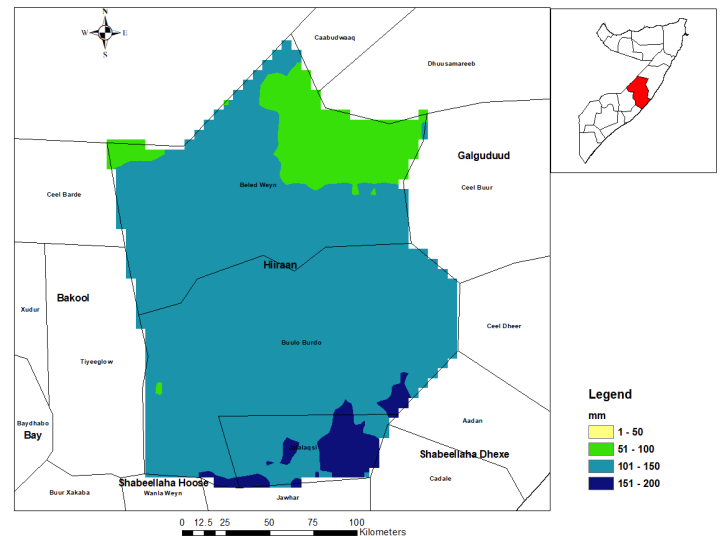 N
W E
S
Caabudwaaq
Dhuusamareeb
Galguduud
Ceel Barde
Beled Weyn
Ceel Buur
Hiiraan
Bakool
Xudur
Ceel Dheer
Buulo Burdo
Tiyeeglow
Legend
mm
1 - 50
51 - 100
101 - 150
151 - 200
Baydhabo
Bay
Aadan
Jalalaqsi
Shabeellaha Dhexe
Shabeellaha Hoose
Cadale
Buur Xakaba
Wanla Weyn
Jawhar
0 12.5 25 50 75 100
Kilometers